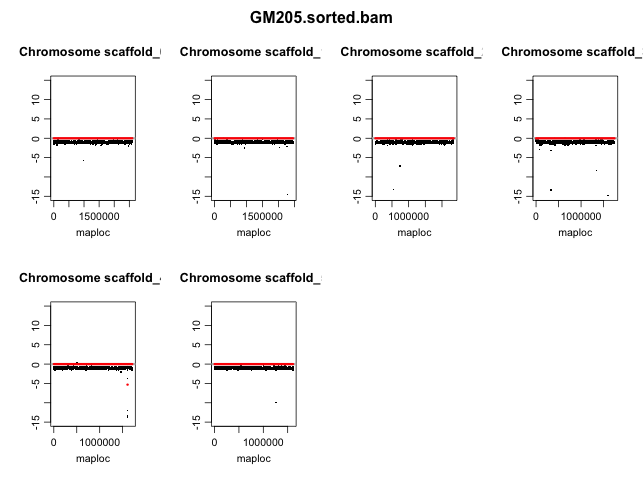 GM205.sorted.bam
Chromosome scaffold_ Chromosome scaffold_ Chromosome scaffold_ Chromosome scaffold_
10 10 10 10
5 5 5 5
0 0 0 0
-5 -5 -5 -5
-15 -15 -15 -15
0 1500000 0 1500000 0 1000000 0 1000000
maploc maploc maploc maploc
Chromosome scaffold_ Chromosome scaffold_
10 10
5 5
0 0
-5 -5
-15 -15
0 1000000 0 1000000
maploc maploc